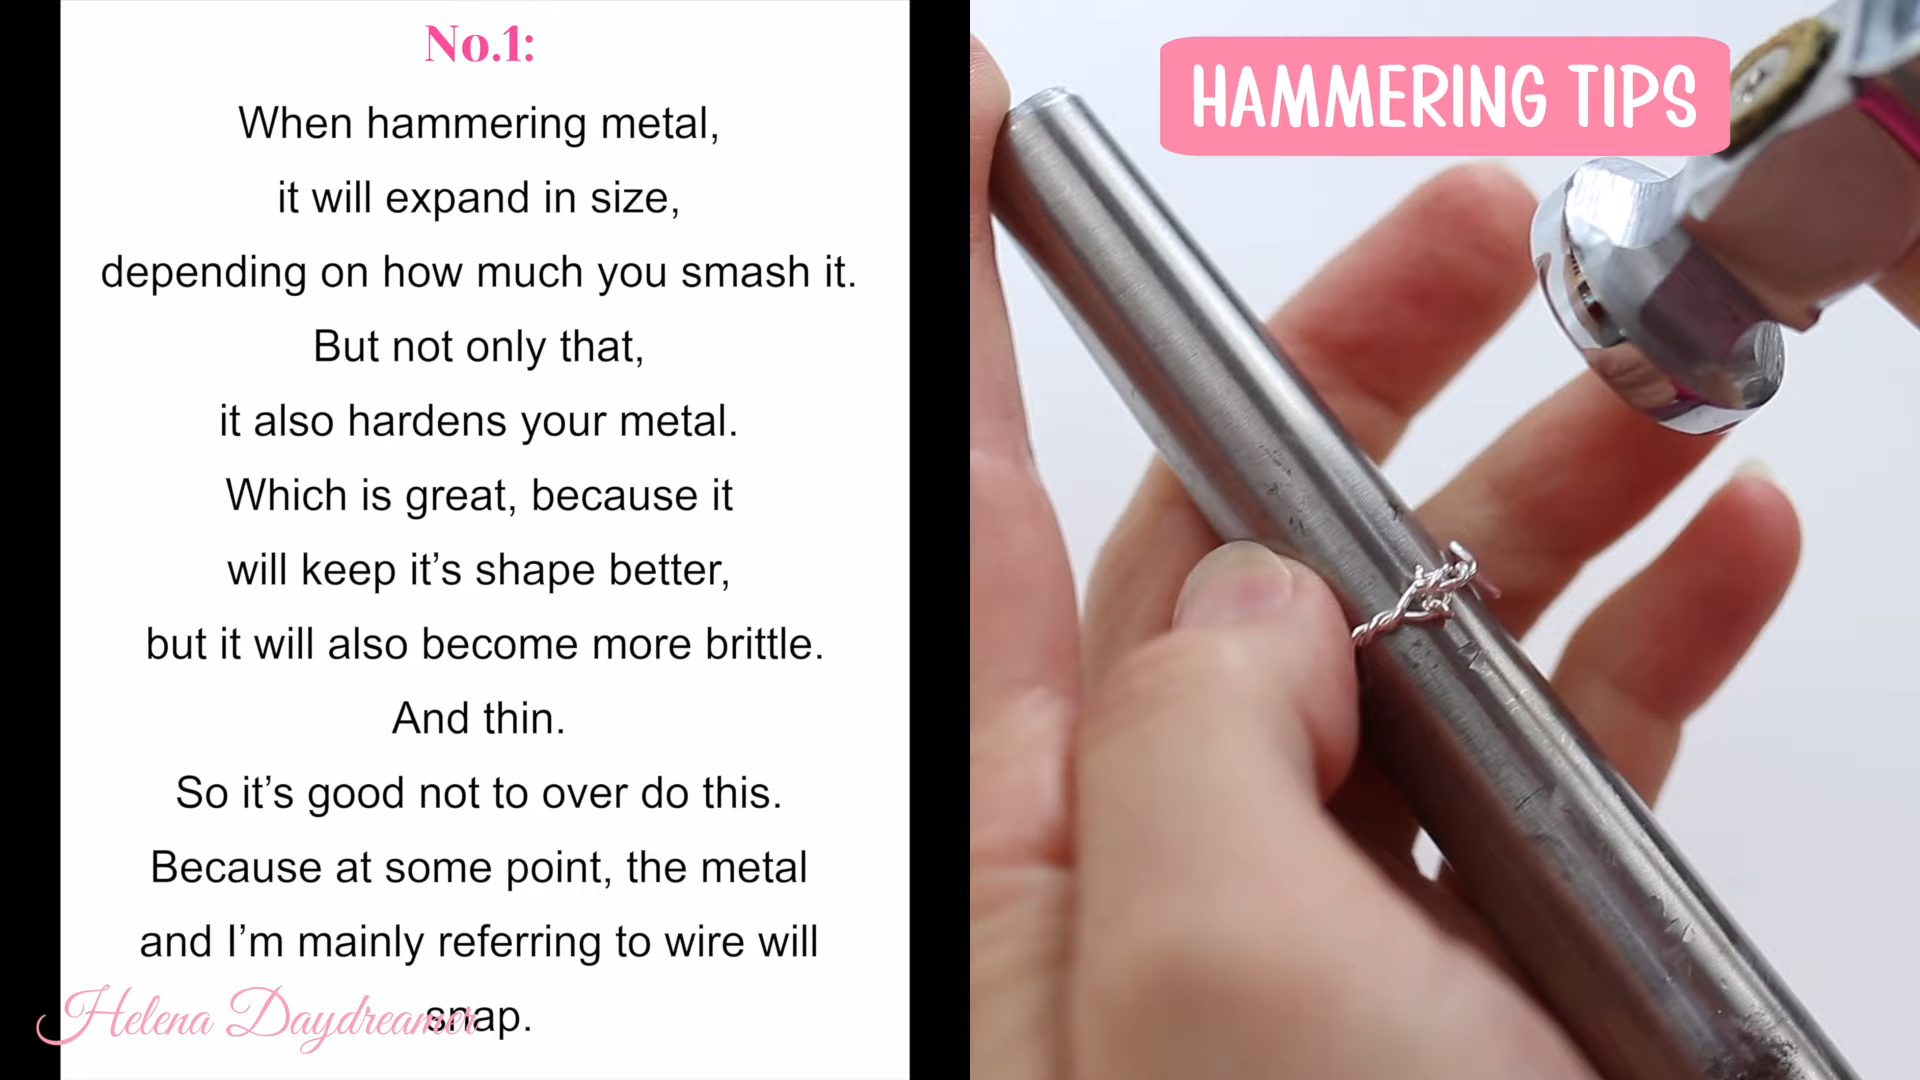 No.1:
When hammering metal,
it will expand in size,
depending on how much you smash it.
But not only that,
it also hardens your metal.
Which is great, because it
will keep it’s shape better,
but it will also become more brittle.
And thin.
So it’s good not to over do this.
Because at some point, the metal
and I’m mainly referring to wire will
snap.
Helena Daydreamer
HAMMERING TIPS